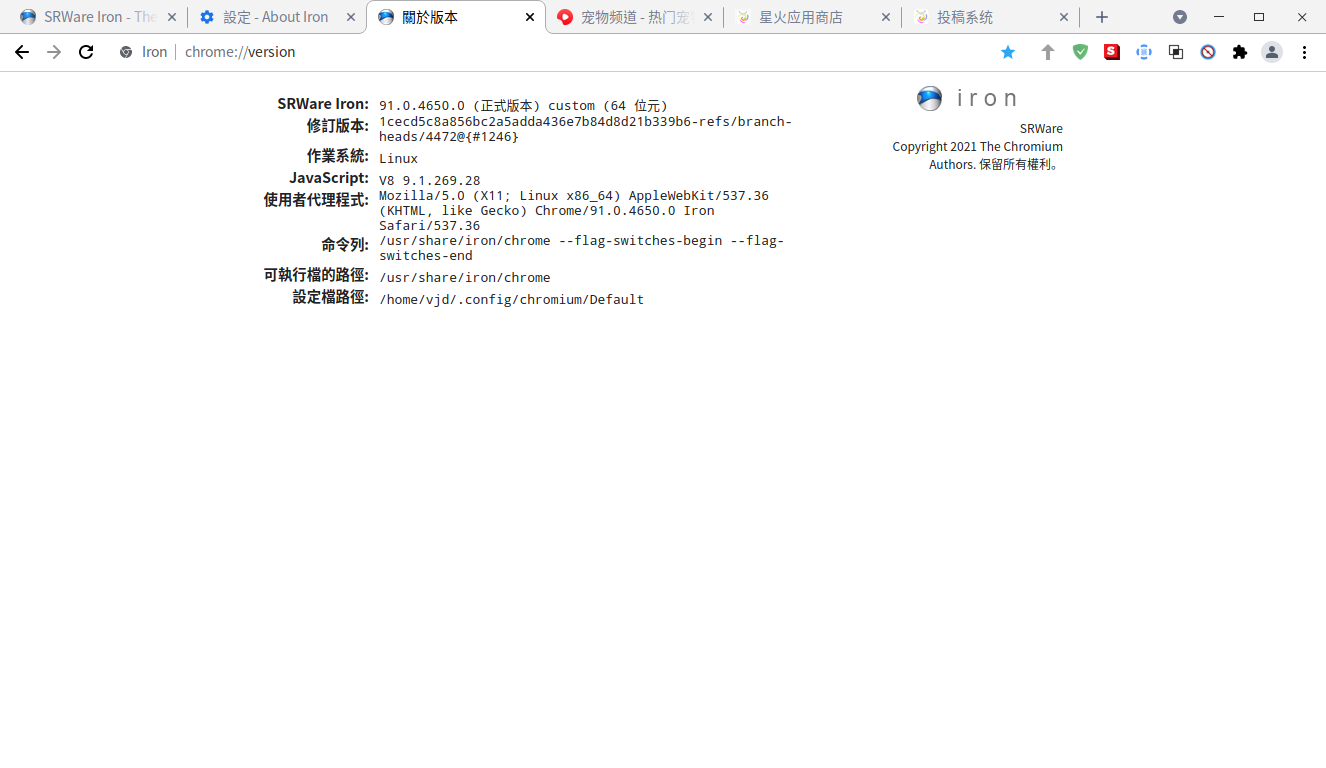 SRWare Iron - The
設定 - About Iron
關於版本
宠物频道 - 热门宠
星火应用商店
投稿系统
Iron
chrome://version
SRWare Iron: 91.0.4650.0 (正式版本) custom (64 位元)
修訂版本: 1cecd5c8a856bc2a5adda436e7b84d8d21b339b6-refs/branch-
heads/4472@{#1246}
作業系統: Linux
JavaScript: V8 9.1.269.28
使用者代理程式: Mozilla/5.0 (X11; Linux x86_64) AppleWebKit/537.36
(KHTML, like Gecko) Chrome/91.0.4650.0 Iron
Safari/537.36
命令列: /usr/share/iron/chrome --flag-switches-begin --flag-
switches-end
可執行檔的路徑: /usr/share/iron/chrome
設定檔路徑: /home/vjd/.config/chromium/Default
iron
SRWare
Copyright 2021 The Chromium
Authors. 保留所有權利。